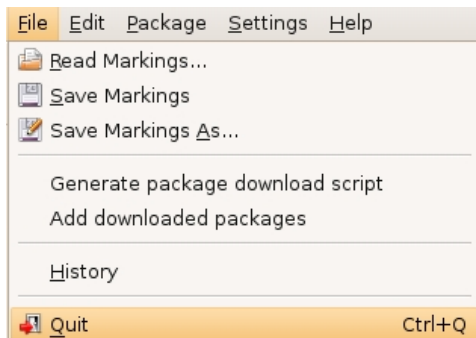 File Edit Package Settings Help
Read Markings...
Save Markings
Save Markings As...
Generate package download script
Add downloaded packages
History
Quit Ctrl+Q